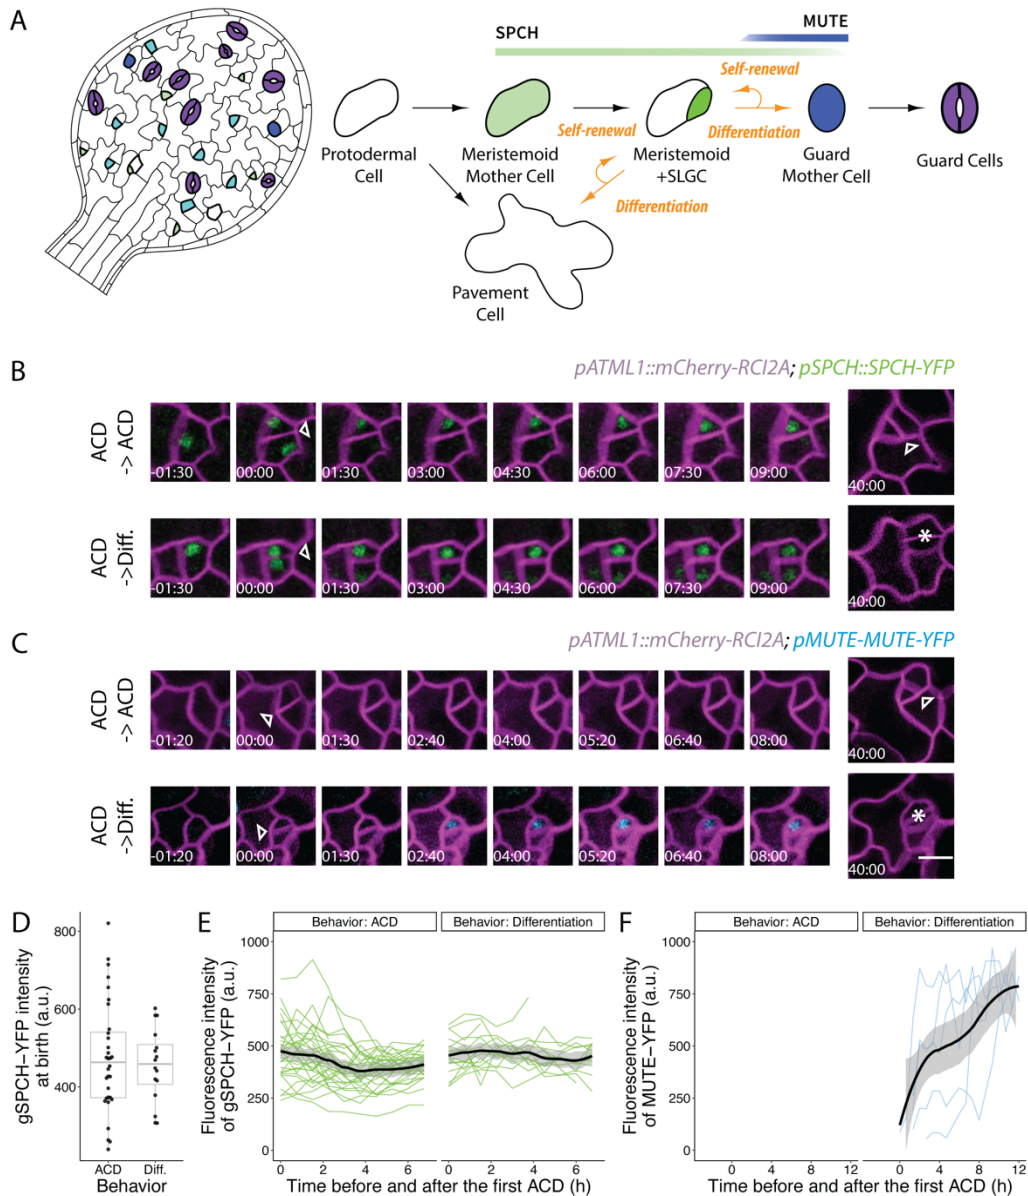 A
SPCH
MUTE
Self-renewal
Self-renewal
Differentiation
Protodermal
Cell
Meristemoid
Mother Cell
Meristemoid
+SLGC
Guard
Mother Cell
Guard Cells
Differentiation
Pavement
Cell
B
pATML1::mCherry-RCI2A; pSPCH::SPCH-YFP
ACD
-> ACD
-01:30
00:00
01:30
03:00
04:30
06:00
07:30
09:00
40:00
ACD
->Diff.
-01:30
00:00
01:30
03:00
04:30
06:00
07:30
09:00
40:00
*
C
pATML1::mCherry-RCI2A; pMUTE-MUTE-YFP
ACD
-> ACD
-01:20
00:00
01:30
02:40
04:00
05:20
06:40
08:00
40:00
ACD
->Diff.
-01:20
00:00
01:30
02:40
04:00
05:20
06:40
08:00
40:00
*
D
gSPCH–YFP intensity
at birth (a.u.)
800
600
400
ACD Diff.
Behavior
E
Behavior: ACD Behavior: Differentiation
Fluorescence intensity
of gSPCH–YFP (a.u.)
1000
750
500
250
0
0 2 4 6 0 2 4 6
Time before and after the first ACD (h)
F
Behavior: ACD Behavior: Differentiation
Fluorescence intensity
of MUTE–YFP (a.u.)
1000
750
500
250
0
0 4 8 12 0 4 8 12
Time before and after the first ACD (h)